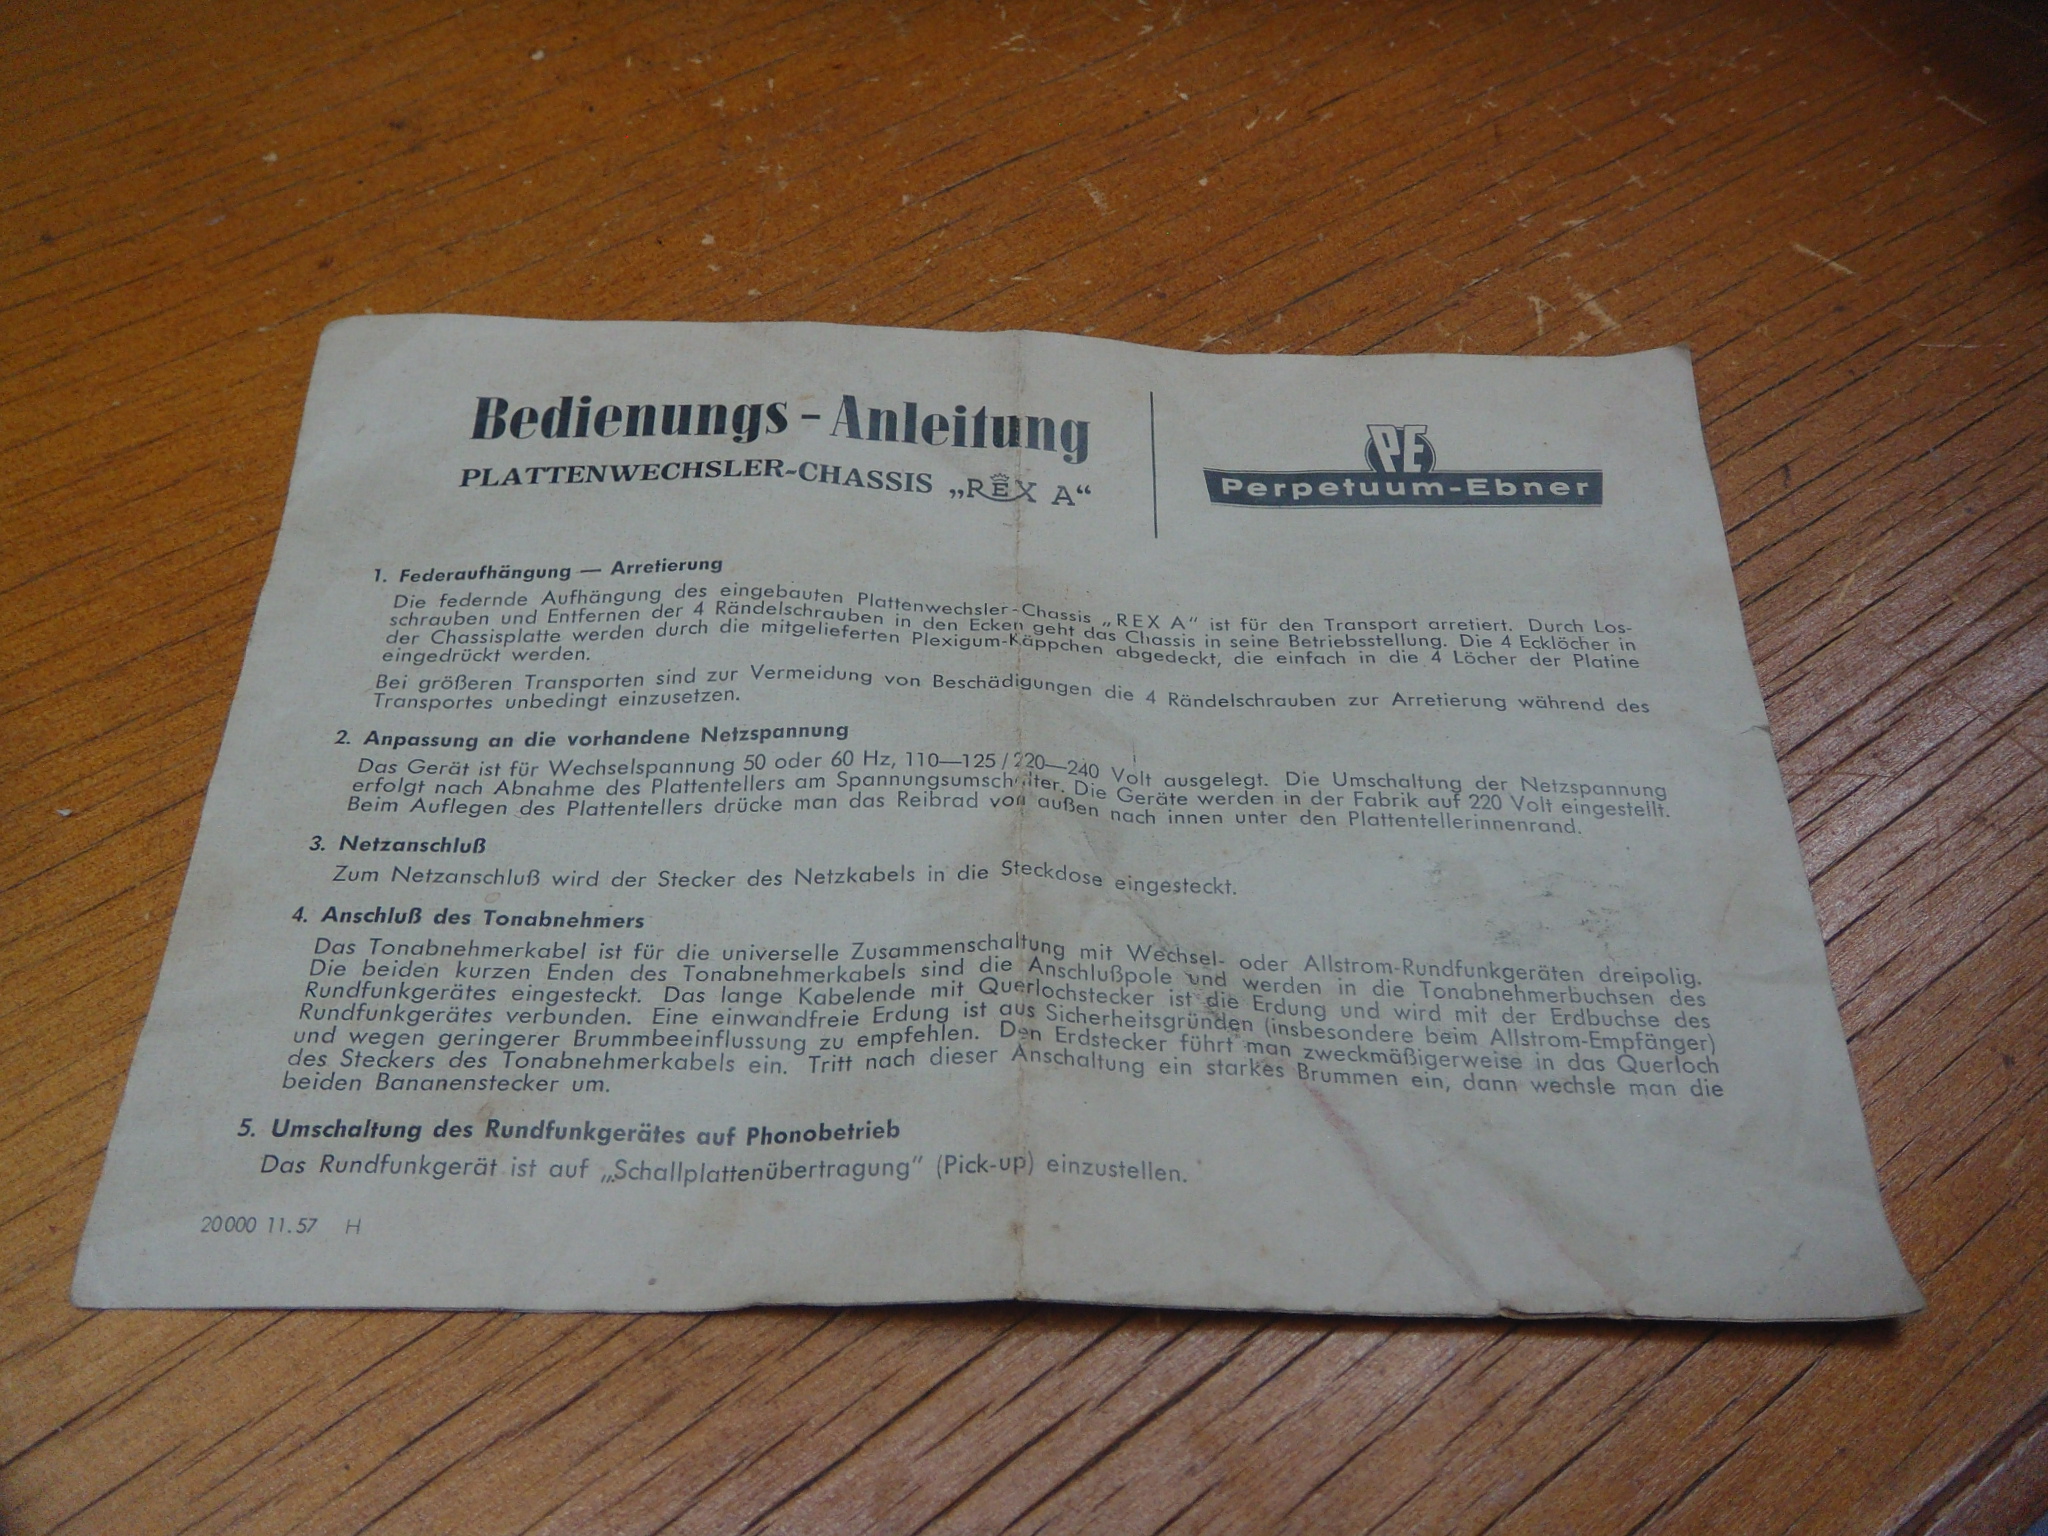 Bedienungs-Anleitung
PLATTENWECHSLER-CHASSIS „REX A“
PE
Perpetuum-Ebner
1. Federaufhängung — Arretierung
Die federnde Aufhängung des eingebauten Plattenwechsler-Chassis „REX A“ ist für den Transport arretiert. Durch Los-
schrauben und Entfernen der 4 Rändelschrauben in den Ecken geht das Chassis in seine Betriebsstellung. Die 4 Ecklöcher in
der Chassisplatte werden durch die mitgelieferten Plexigum-Käppchen abgedeckt, die einfach in die 4 Löcher der Platine
eingedrückt werden.
Bei größeren Transporten sind zur Vermeidung von Beschädigungen die 4 Rändelschrauben zur Arretierung während des
Transportes unbedingt einzusetzen.
2. Anpassung an die vorhandene Netzspannung
Das Gerät ist für Wechselspannung 50 oder 60 Hz, 110—125 / 220—240 Volt ausgelegt. Die Umschaltung der Netzspannung
erfolgt nach Abnahme des Plattentellers am Spannungsumschalter. Die Geräte werden in der Fabrik auf 220 Volt eingestellt.
Beim Auflegen des Plattentellers drücke man das Reibrad von außen nach innen unter den Plattentellerinnenrand.
3. Netzanschluß
Zum Netzanschluß wird der Stecker des Netzkabels in die Steckdose eingesteckt.
4. Anschluß des Tonabnehmers
Das Tonabnehmerkabel ist für die universelle Zusammenschaltung mit Wechsel- oder Allstrom-Rundfunkgeräten dreipolig.
Die beiden kurzen Enden des Tonabnehmerkabels sind die Anschlußpole und werden in die Tonabnehmerbuchsen des
Rundfunkgerätes eingesteckt. Das lange Kabelende mit Querlochstecker ist die Erdung und wird mit der Erdbuchse des
Rundfunkgerätes verbunden. Eine einwandfreie Erdung ist aus Sicherheitsgründen (insbesondere beim Allstrom-Empfänger)
und wegen geringerer Brummbeeinflussung zu empfehlen. Den Erdstecker führt man zweckmäßigerweise in das Querloch
des Steckers des Tonabnehmerkabels ein. Tritt nach dieser Anschaltung ein starkes Brummen ein, dann wechsle man die
beiden Bananenstecker um.
5. Umschaltung des Rundfunkgerätes auf Phonobetrieb
Das Rundfunkgerät ist auf „Schallplattenübertragung“ (Pick-up) einzustellen.
20000 11.57 H